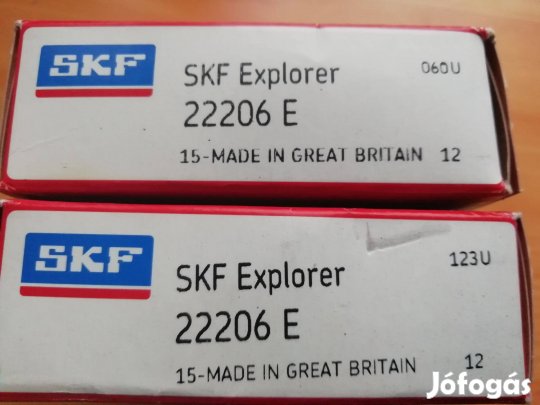 SKF
SKF Explorer 060U
22206 E
15-MADE IN GREAT BRITAIN 12
SKF
SKF Explorer 123U
22206 E
15-MADE IN GREAT BRITAIN 12
Jófogás